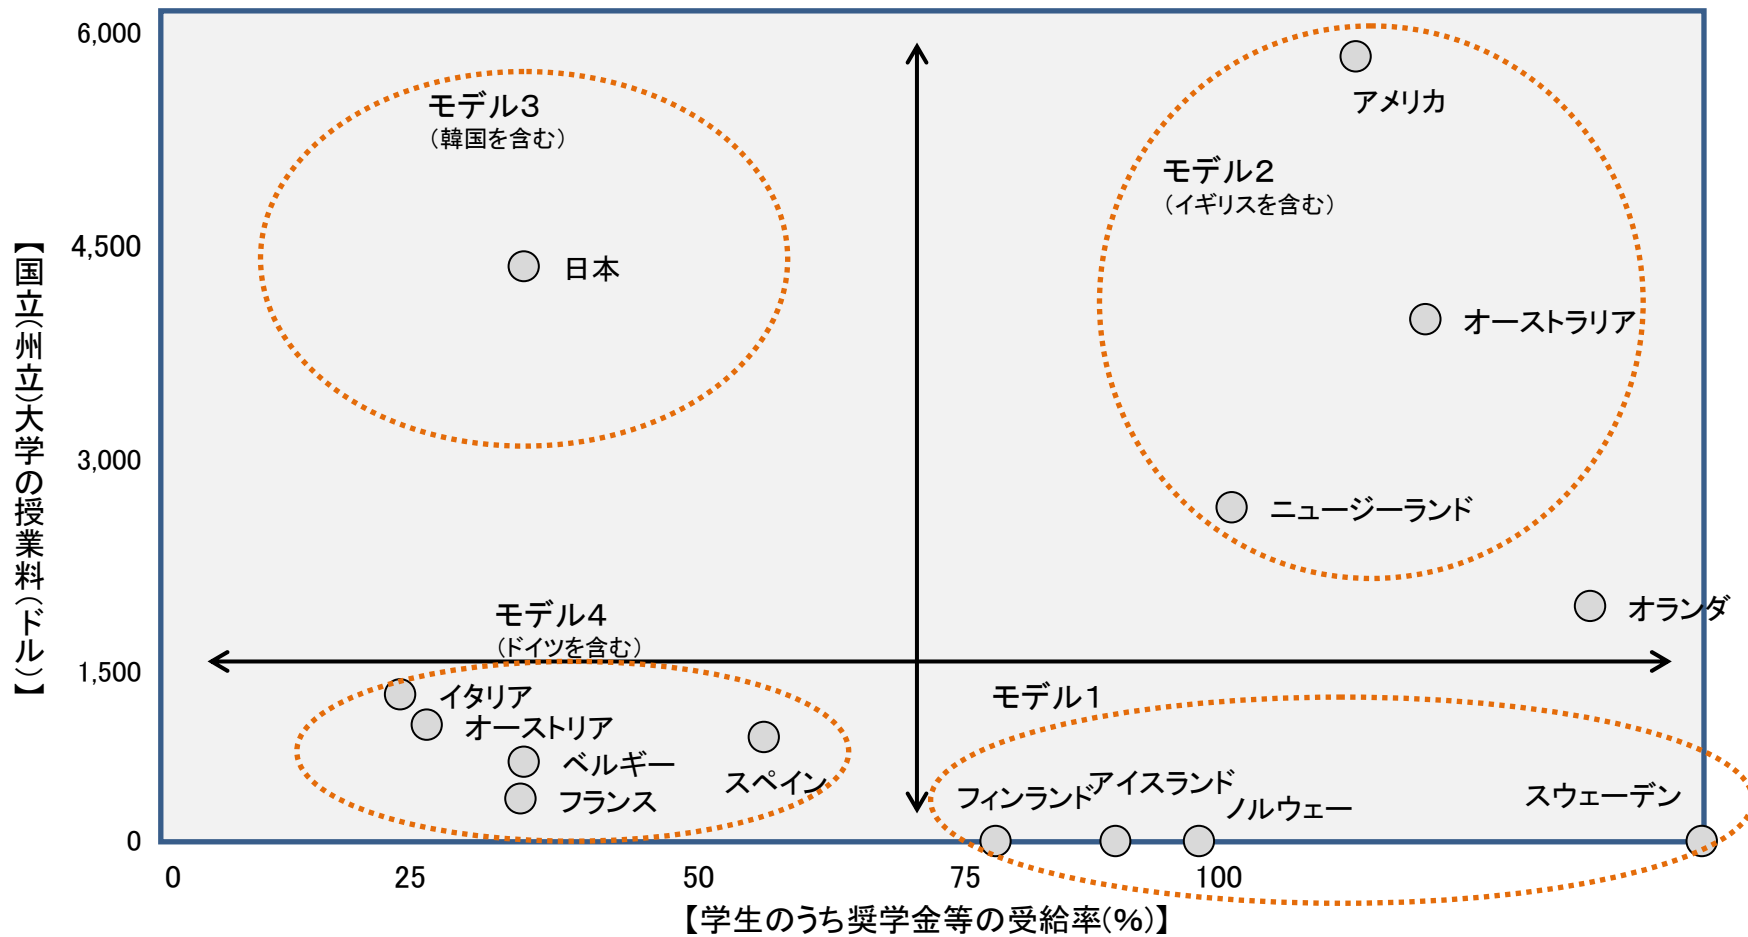 6,000
4,500
3,000
1,500
0
【国立(州立)大学の授業料(ドル)】
モデル3
(韓国を含む)
日本
アメリカ
モデル2
(イギリスを含む)
オーストラリア
ニュージーランド
オランダ
モデル4
(ドイツを含む)
イタリア
オーストリア
ベルギー
フランス
スペイン
モデル1
フィンランド
アイスランド
ノルウェー
スウェーデン
0 25 50 75 100
【学生のうち奨学金等の受給率(%)】